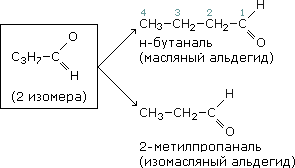 4 3 2 1
CH₃–CH₂–CH₂–C
H
O
н-бутаналь
(масляный альдегид)
C₃H₇–C
O
H
(2 изомера)
CH₃–CH₂–C
H
O
2-метилпропаналь
(изомасляный альдегид)